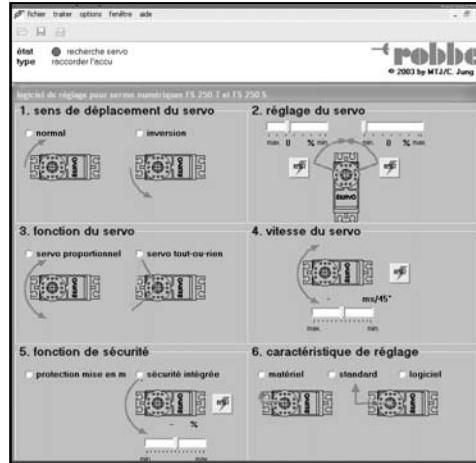 fichier traiter options fenêtre aide
état recherche servo
type raccorder l'accu
robbe
© 2003 by MTJ/C. Jung
logiciel de réglage pour servos numériques FS 250 T et FS 250 S
1. sens de déplacement du servo
normal inversion
2. réglage du servo
max. 0 % min. min. 0 % max.
3. fonction du servo
servo proportionnel servo tout-ou-rien
4. vitesse du servo
- ms/45°
max. min.
5. fonction de sécurité
protection mise en m sécurité intégrée
- %
min. max
6. caractéristique de réglage
matériel standard logiciel